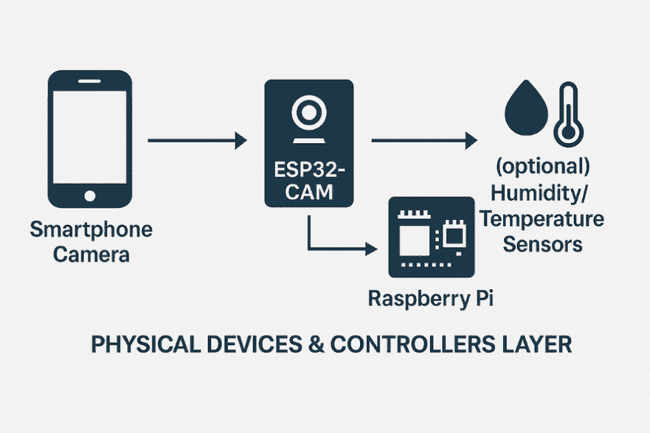 Smartphone
Camera
ESP32-
CAM
(optional)
Humidity/
Temperature
Sensors
Raspberry Pi
PHYSICAL DEVICES & CONTROLLERS LAYER